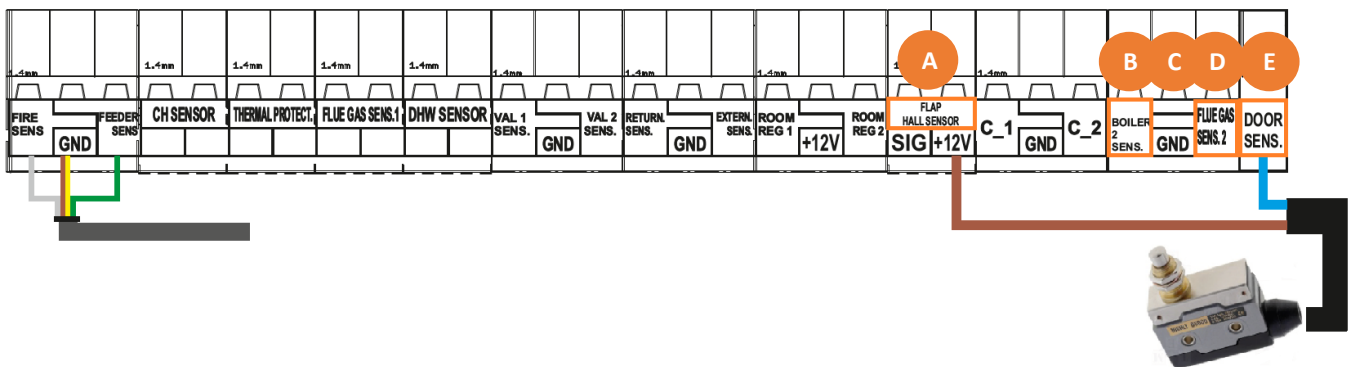 A
B
C
D
E
1.4mm
1.4mm
1.4mm
1.4mm
1.4mm
1.4mm
1.4mm
1.4mm
FIRE
SENS
GND
FEEDER
SENS
CH SENSOR
THERMAL PROTECT.
FLUE GAS SENS.1
DHW SENSOR
VAL 1
SENS.
GND
VAL 2
SENS.
RETURN.
SENS.
GND
EXTERN.
SENS.
ROOM
REG 1
+12V
ROOM
REG 2
FLAP
HALL SENSOR
SIG
+12V
C_1
GND
C_2
BOILER
2
SENS.
GND
FLUE GAS
SENS. 2
DOOR
SENS.